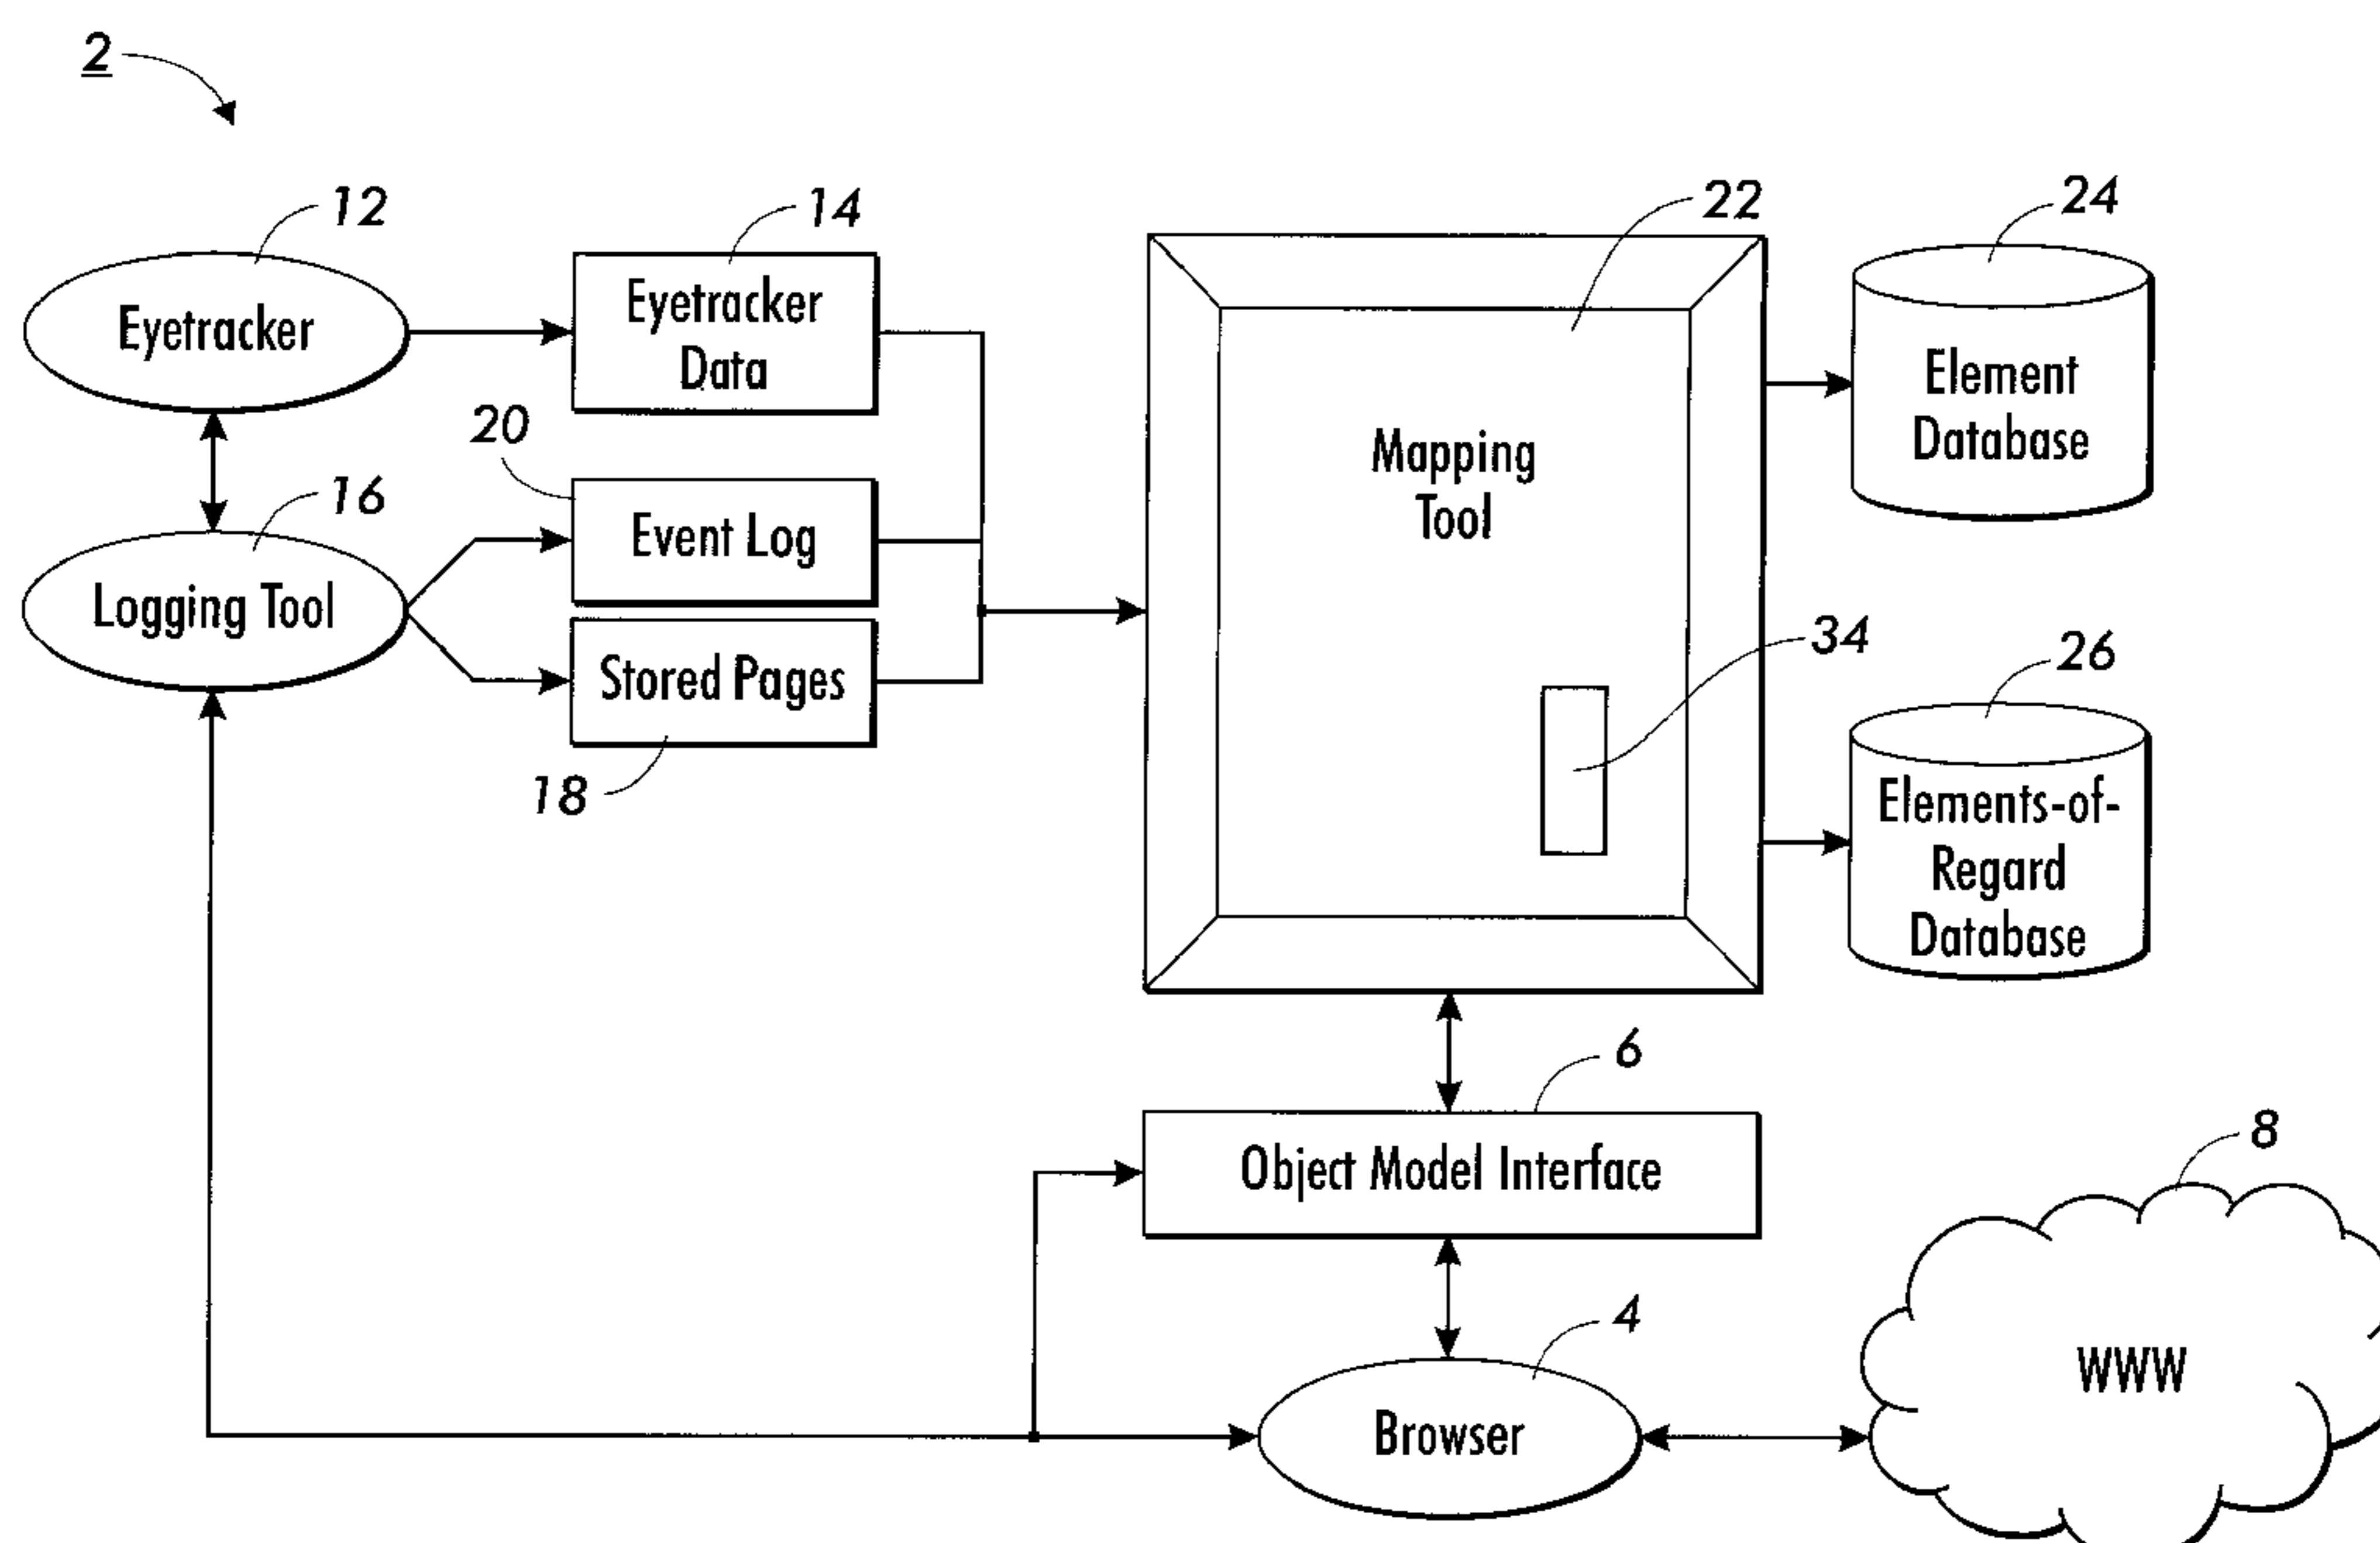 2
12
14
22
24
Eyetracker
Eyetracker
Data
Element
Database
20
Mapping
Tool
16
Event Log
Logging Tool
34
26
Stored Pages
18
Elements-of-
Regard
Database
6
Object Model Interface
8
4
WWW
Browser